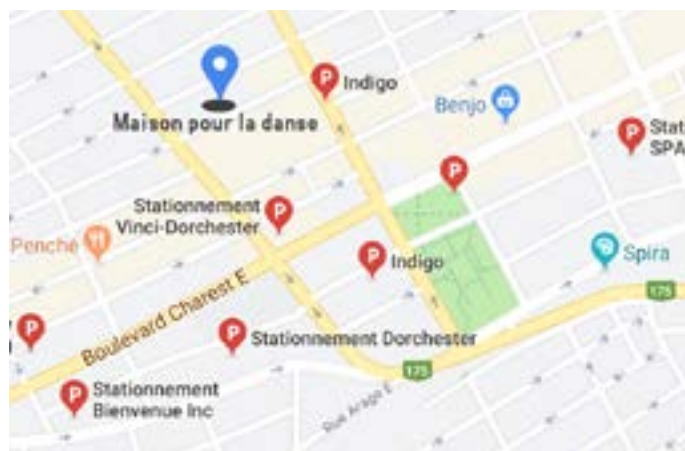 P Indigo
Benjo
Maison pour la danse
P Stat
SPA
P
Stationnement
Vinci-Dorchester P
Penché
P Indigo
Spira
175
Boulevard Charest E
P
P Stationnement Dorchester
175
P Stationnement
Bienvenue Inc
Rue Arago E